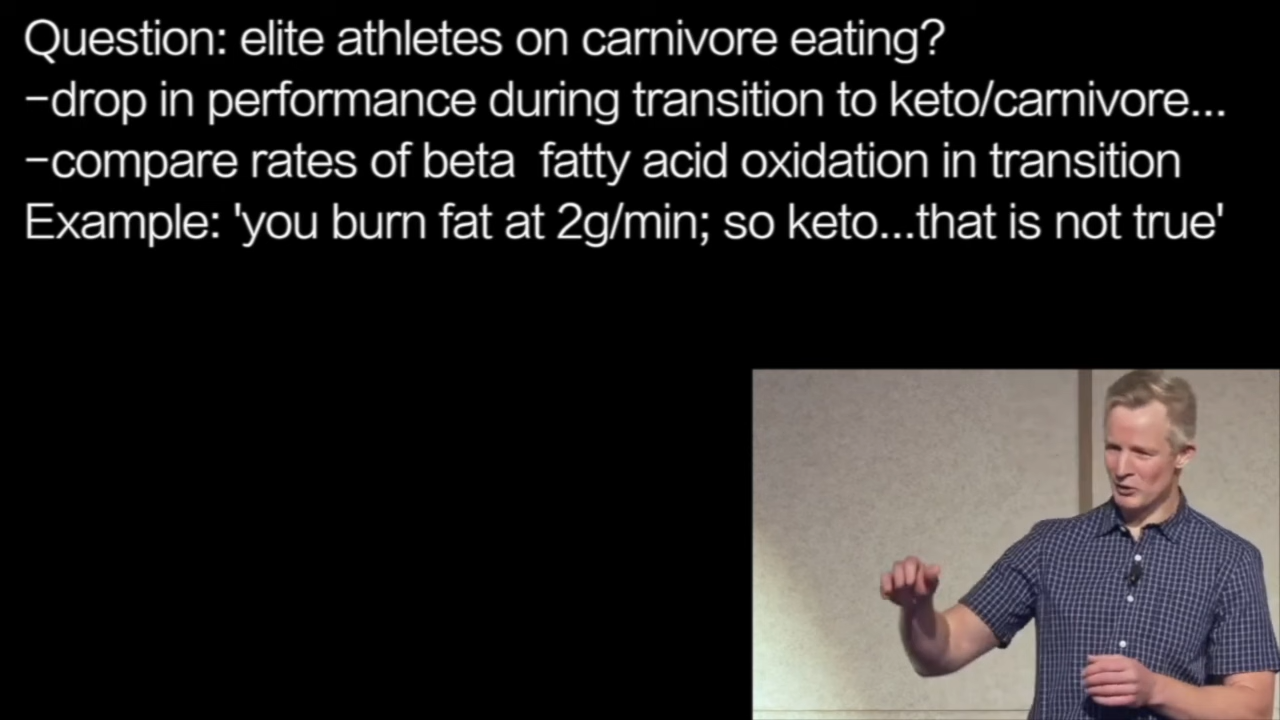 Question: elite athletes on carnivore eating?
−drop in performance during transition to keto/carnivore...
−compare rates of beta  fatty acid oxidation in transition
Example: 'you burn fat at 2g/min; so keto...that is not true'